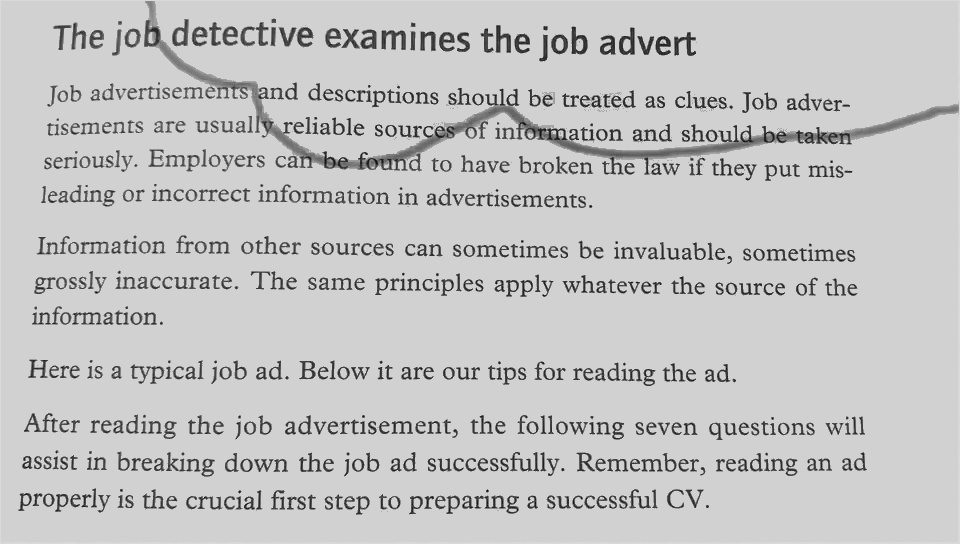 The job detective examines the job advert
Job advertisements and descriptions should be treated as clues. Job adver-
tisements are usually reliable sources of information and should be taken
seriously. Employers can be found to have broken the law if they put mis-
leading or incorrect information in advertisements.
Information from other sources can sometimes be invaluable, sometimes
grossly inaccurate. The same principles apply whatever the source of the
information.
Here is a typical job ad. Below it are our tips for reading the ad.
After reading the job advertisement, the following seven questions will
assist in breaking down the job ad successfully. Remember, reading an ad
properly is the crucial first step to preparing a successful CV.